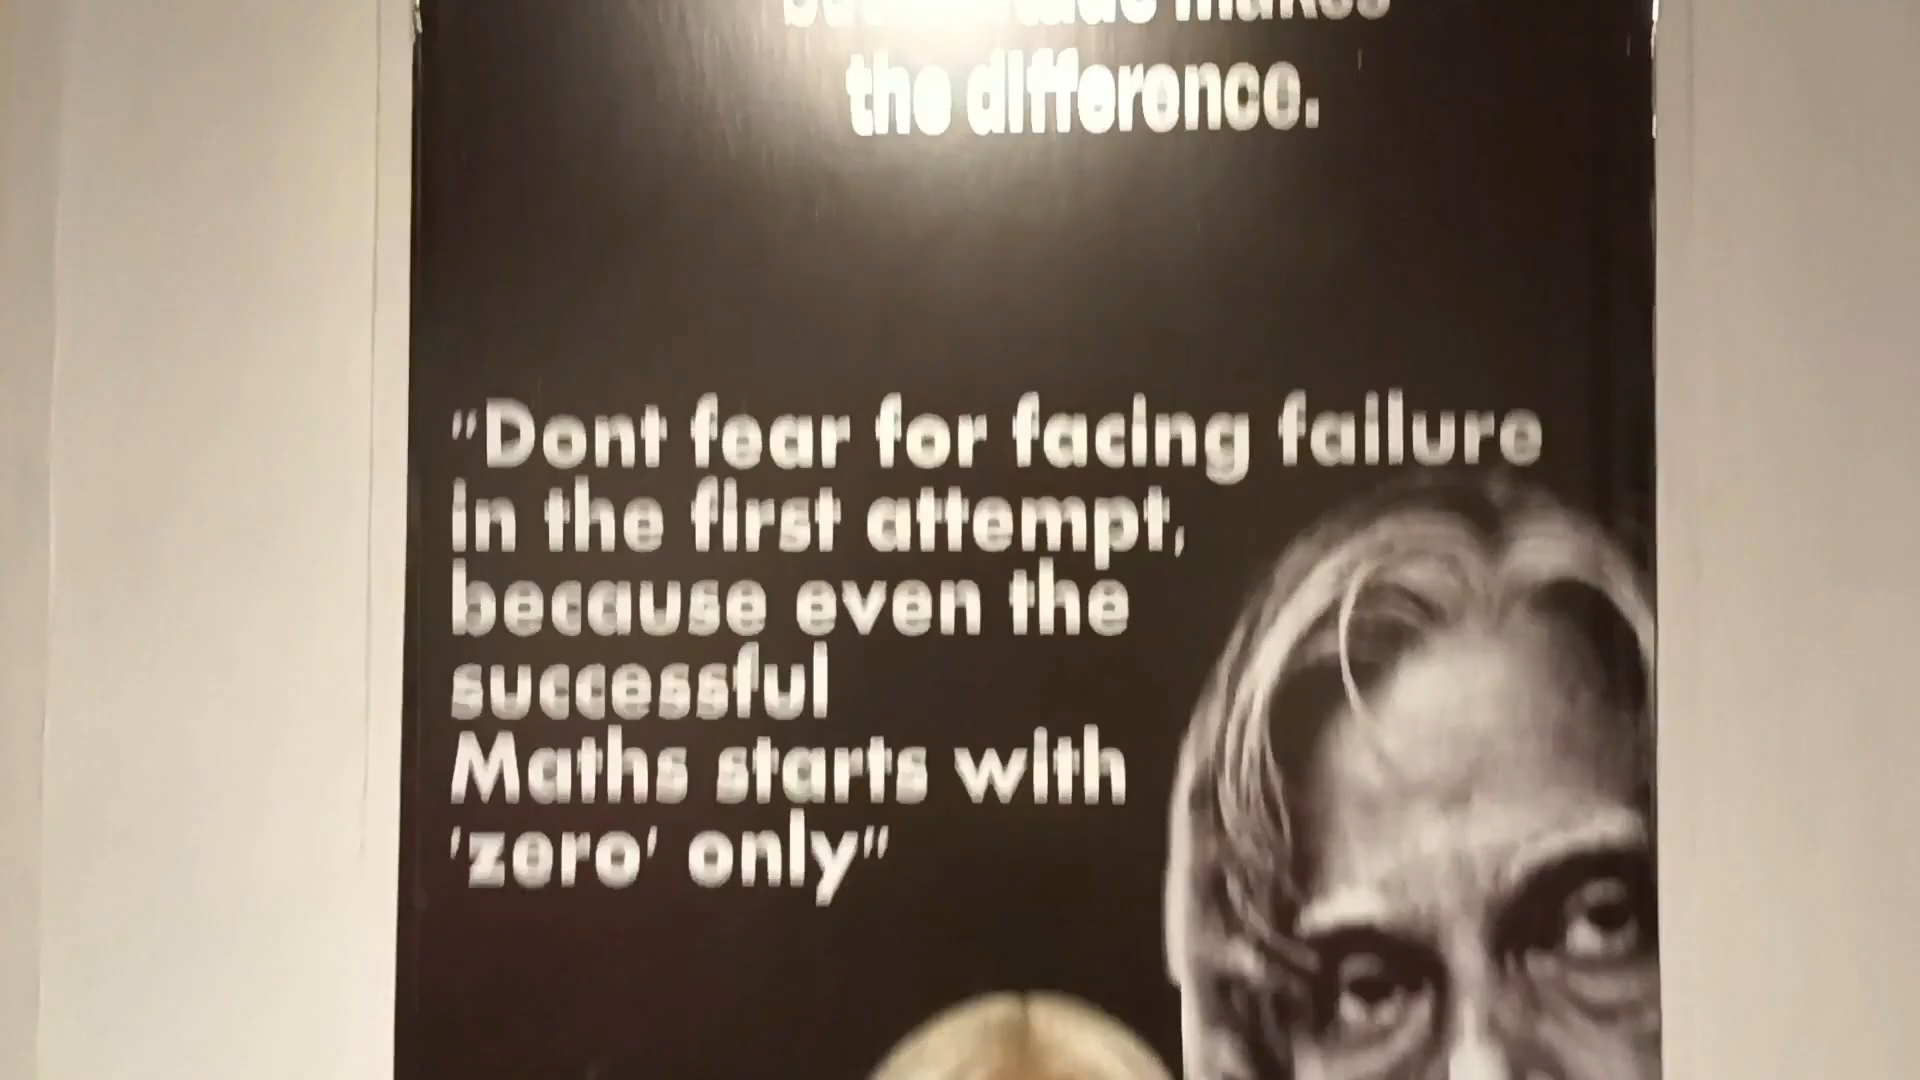 makes
the difference.
"Dont fear for facing failure
in the first attempt,
because even the
successful
Maths starts with
'zero' only"